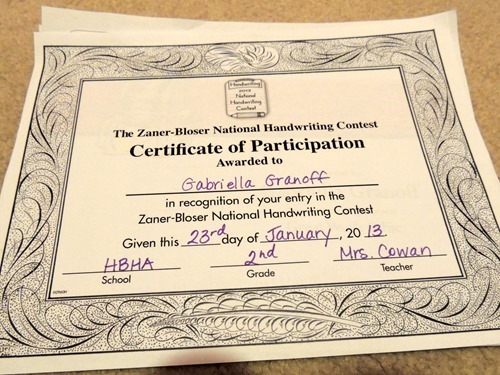 Handwriting
2013
National
Handwriting
Contest
The Zaner-Bloser National Handwriting Contest
Certificate of Participation
Awarded to
Gabriella Granoff
in recognition of your entry in the
Zaner-Bloser National Handwriting Contest
Given this 23rd day of January, 2013
HBHA 2nd Mrs. Cowan
School Grade Teacher